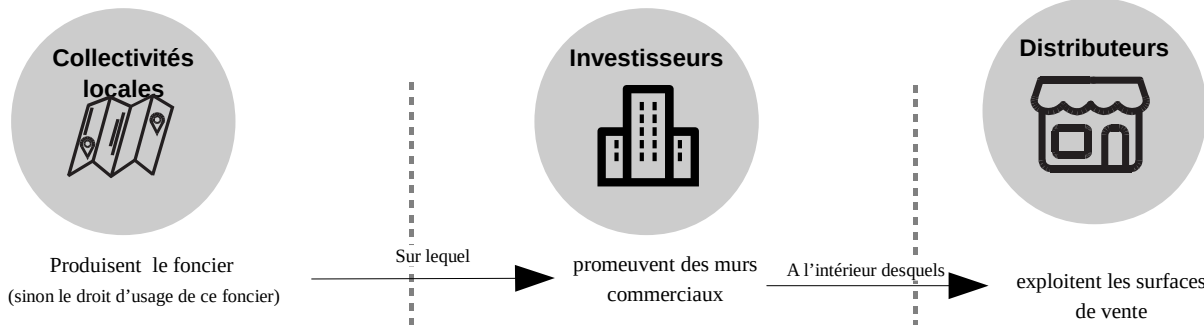 Collectivités
locales
Investisseurs
Distributeurs
Produisent le foncier
(sinon le droit d’usage de ce foncier)
Sur lequel
promeuvent des murs
commerciaux
A l’intérieur desquels
exploitent les surfaces
de vente